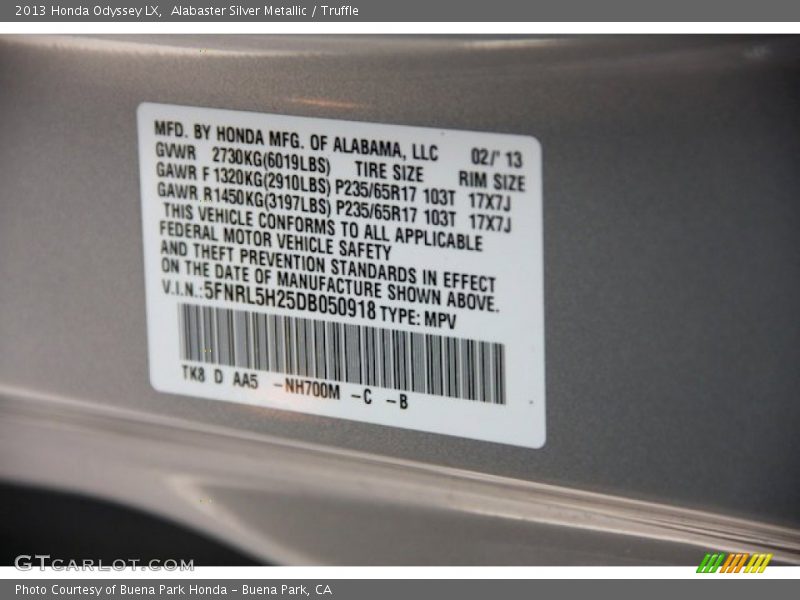 2013 Honda Odyssey LX,  Alabaster Silver Metallic / Truffle
MFD. BY HONDA MFG. OF ALABAMA, LLC 02/' 13
GVWR 2730KG(6019LBS) TIRE SIZE RIM SIZE
GAWR F 1320KG(2910LBS) P235/65R17 103T 17X7J
GAWR R1450KG(3197LBS) P235/65R17 103T 17X7J
THIS VEHICLE CONFORMS TO ALL APPLICABLE
FEDERAL MOTOR VEHICLE SAFETY
AND THEFT PREVENTION STANDARDS IN EFFECT
ON THE DATE OF MANUFACTURE SHOWN ABOVE.
V.I.N.:5FNRL5H25DB050918 TYPE: MPV
TK8 D AA5 -NH700M -C -B
GTCARLOT.COM
Photo Courtesy of Buena Park Honda - Buena Park, CA